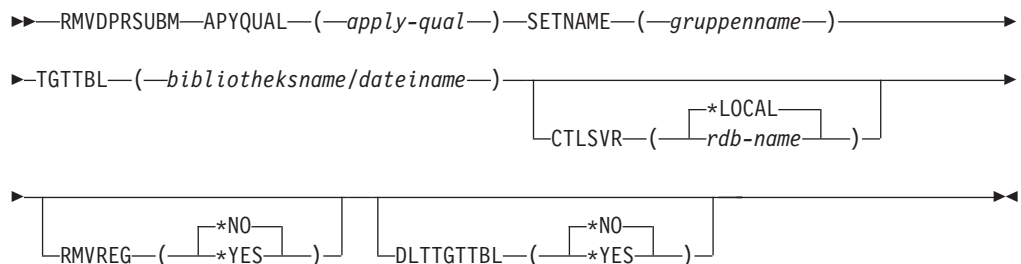 RMVDPRSUBM APYQUAL ( apply-qual ) SETNAME ( gruppenname )
TGTTBL ( bibliotheksname/dateiname )
*LOCAL
CTLSVR ( rdb-name )
*NO *NO
RMVREG ( *YES ) DLTTGTTBL ( *YES )